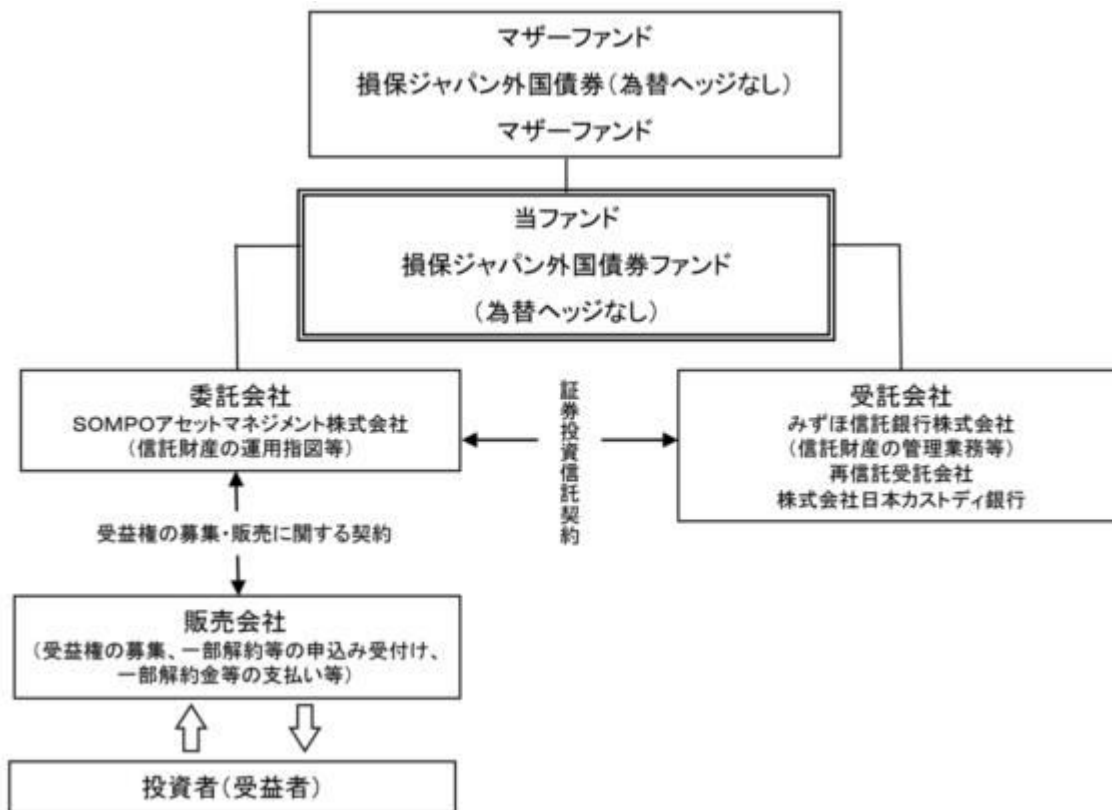 マザーファンド
損保ジャパン外国債券(為替ヘッジなし)
マザーファンド
当ファンド
損保ジャパン外国債券ファンド
(為替ヘッジなし)
委託会社
SOMPOアセットマネジメント株式会社
(信託財産の運用指図等)
証券投資信託契約
受託会社
みずほ信託銀行株式会社
(信託財産の管理業務等)
再信託受託会社
株式会社日本カストディ銀行
受益権の募集・販売に関する契約
販売会社
(受益権の募集、一部解約等の申込み受付け、
一部解約金等の支払い等)
投資者(受益者)